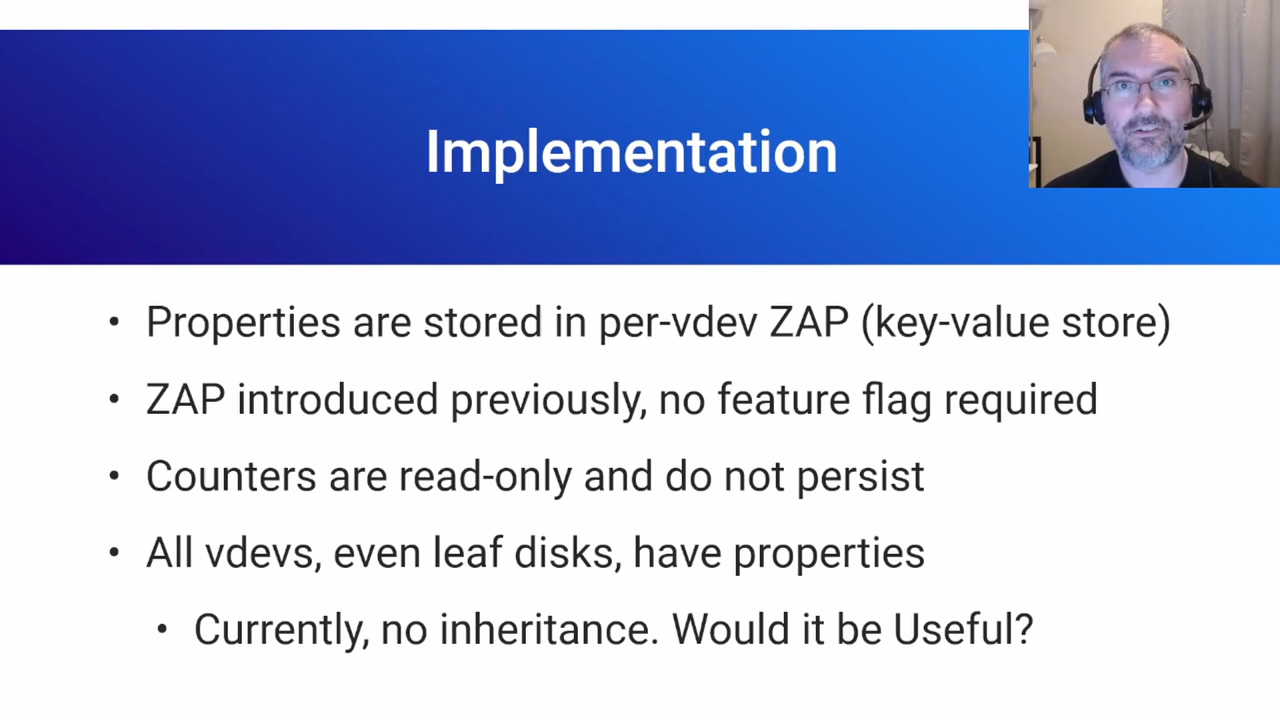 Implementation
• Properties are stored in per-vdev ZAP (key-value store)
• ZAP introduced previously, no feature flag required
• Counters are read-only and do not persist
• All vdevs, even leaf disks, have properties
• Currently, no inheritance. Would it be Useful?